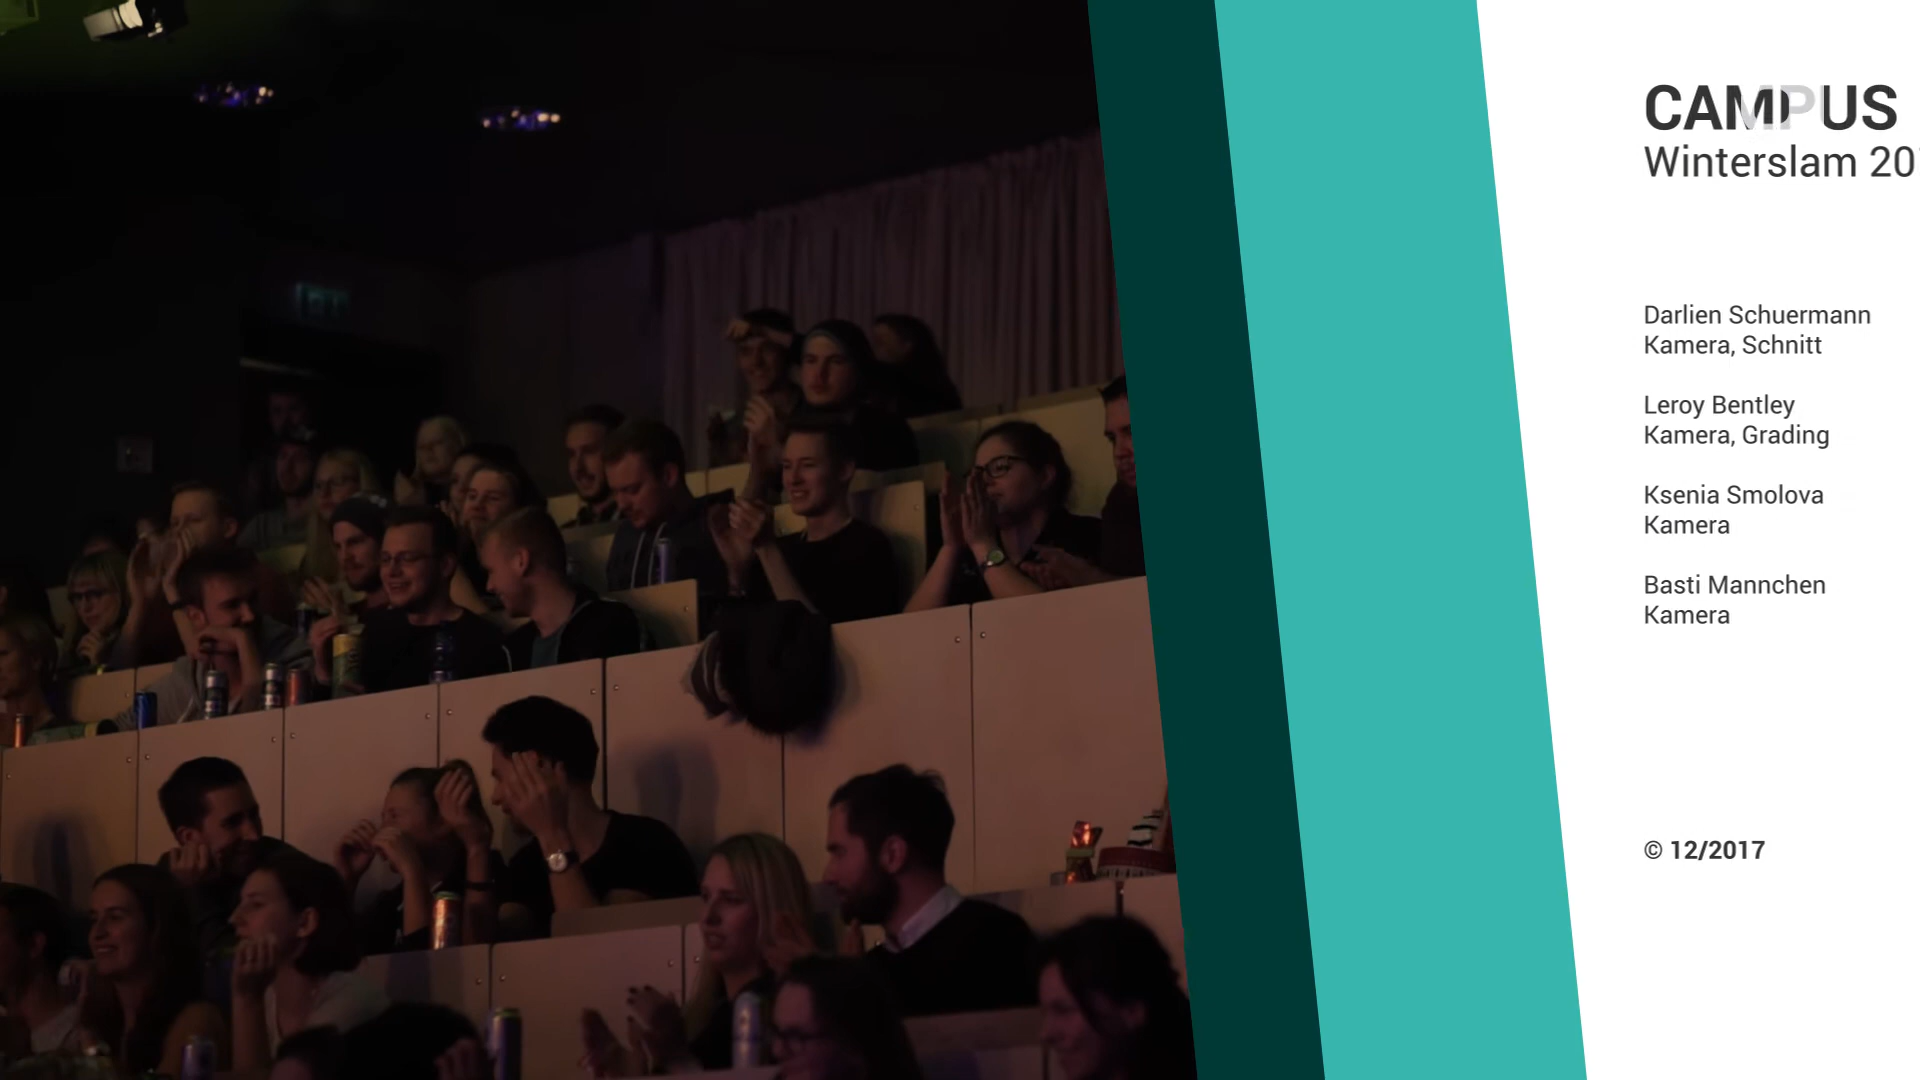 CAMPUS
Winterslam 20
Darlien Schuermann
Kamera, Schnitt
Leroy Bentley
Kamera, Grading
Ksenia Smolova
Kamera
Basti Mannchen
Kamera
© 12/2017